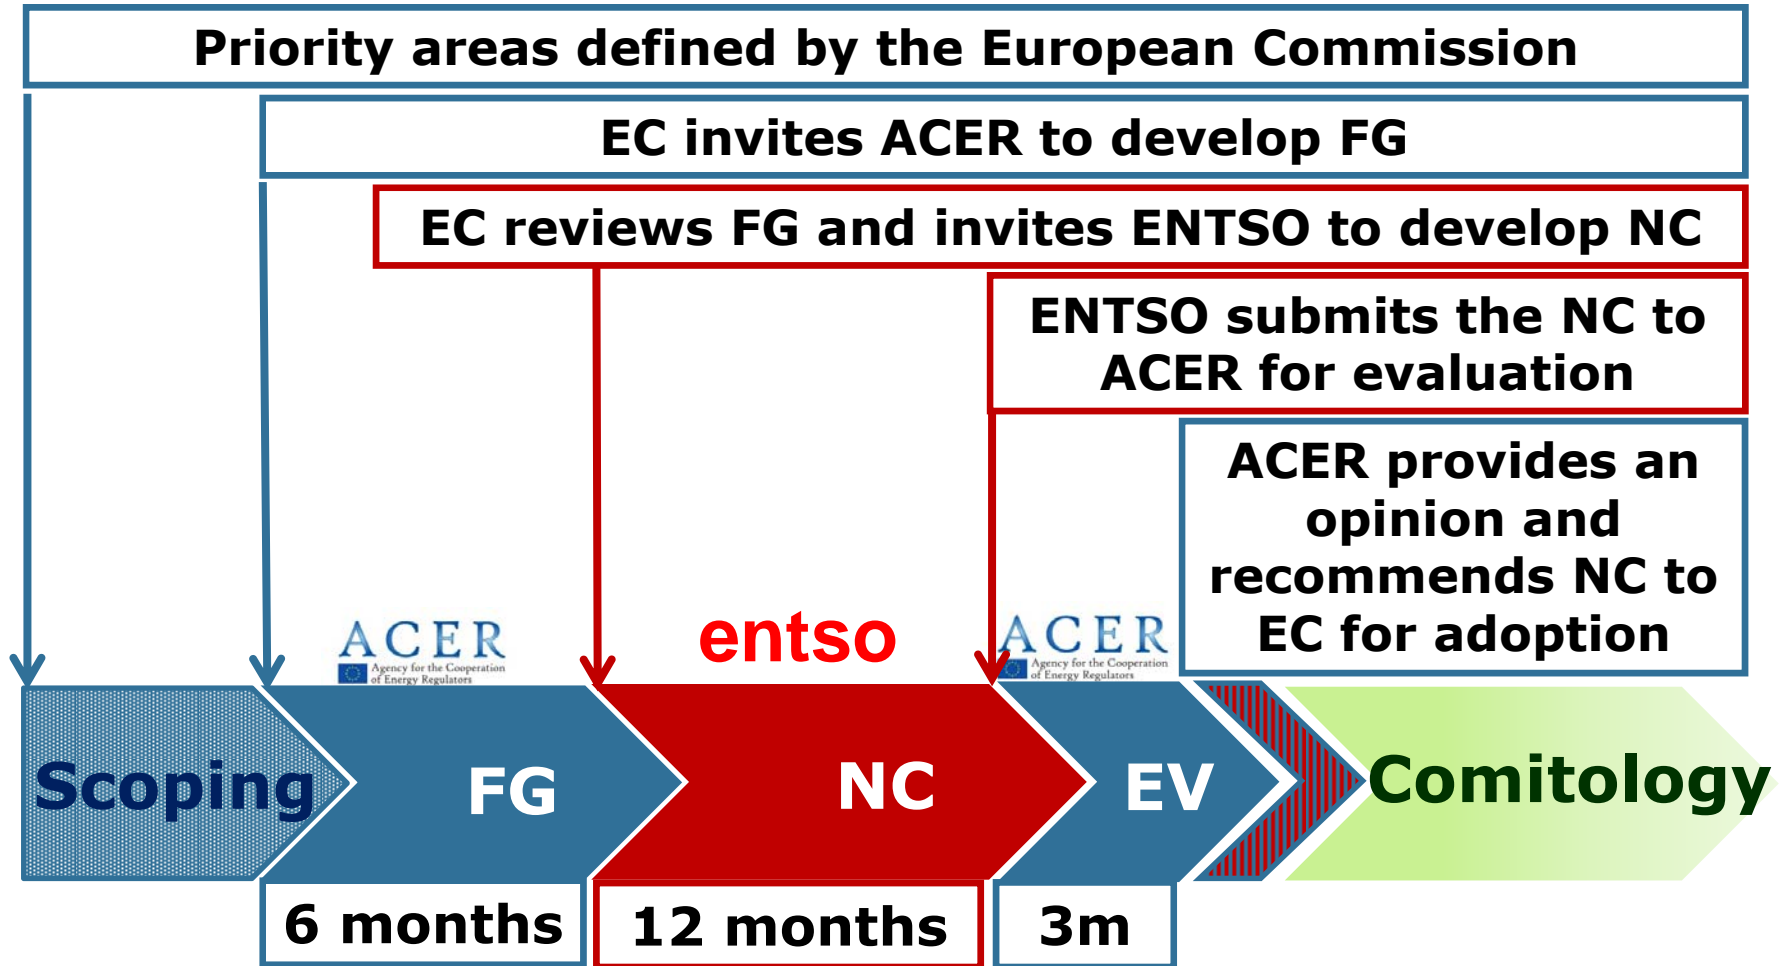 Priority areas defined by the European Commission
EC invites ACER to develop FG
EC reviews FG and invites ENTSO to develop NC
ENTSO submits the NC to
ACER for evaluation
ACER provides an
opinion and
recommends NC to
EC for adoption
ACER
Agency for the Cooperation
of Energy Regulators
entso
ACER
Agency for the Cooperation
of Energy Regulators
Scoping
FG
NC
EV
Comitology
6 months
12 months
3m